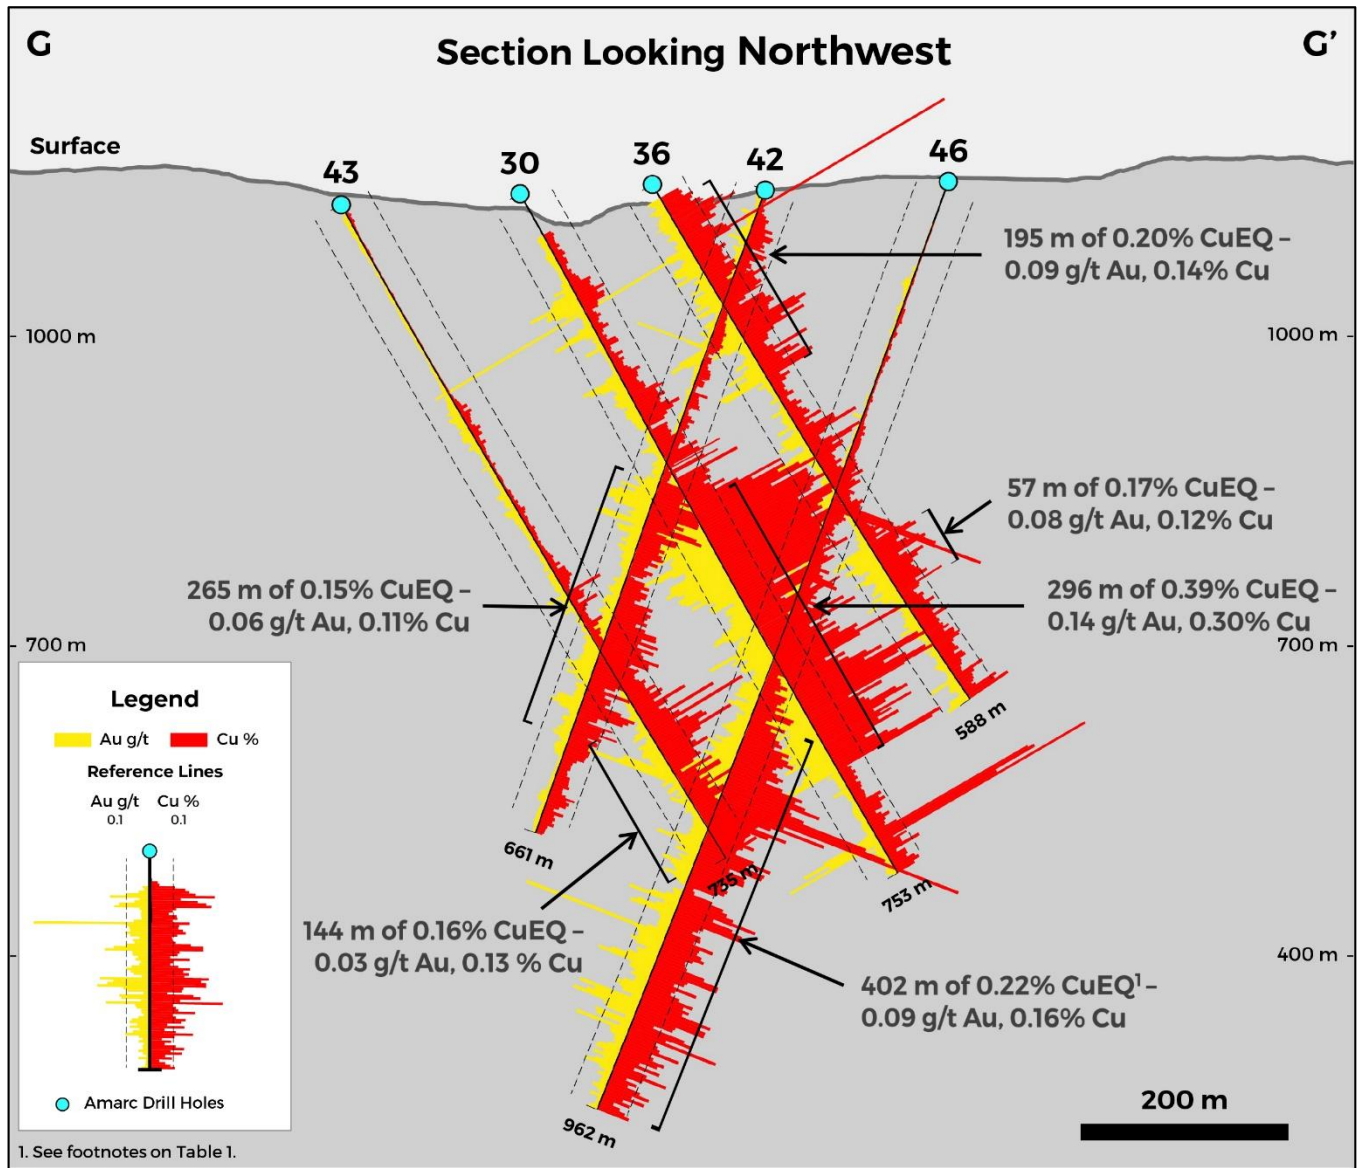 G
Section Looking Northwest
G'
Surface
43
30
36
42
46
195 m of 0.20% CuEQ –
0.09 g/t Au, 0.14% Cu
1000 m
1000 m
57 m of 0.17% CuEQ –
0.08 g/t Au, 0.12% Cu
265 m of 0.15% CuEQ –
0.06 g/t Au, 0.11% Cu
296 m of 0.39% CuEQ –
0.14 g/t Au, 0.30% Cu
700 m
700 m
588 m
661 m
735 m
753 m
144 m of 0.16% CuEQ –
0.03 g/t Au, 0.13 % Cu
400 m
402 m of 0.22% CuEQ¹ –
0.09 g/t Au, 0.16% Cu
962 m
200 m
Legend
Au g/t
Cu %
Reference Lines
Au g/t Cu %
0.1 0.1
Amarc Drill Holes
1. See footnotes on Table 1.